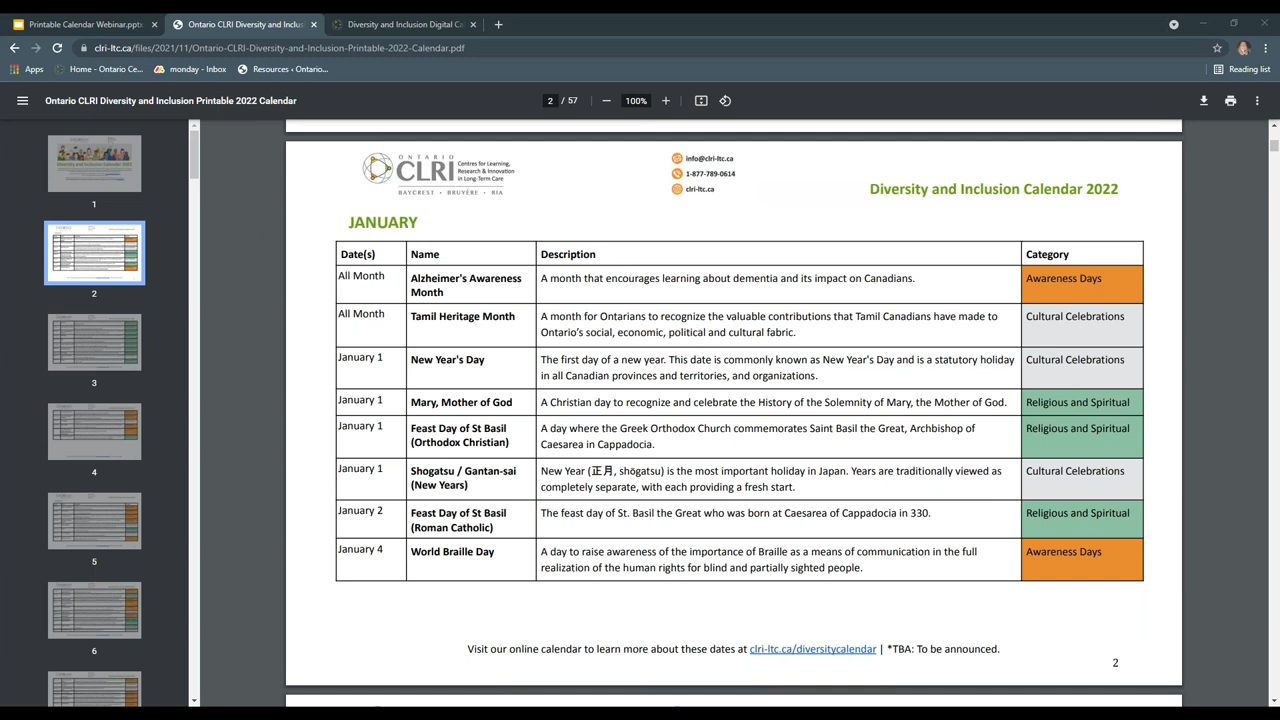 Printable Calendar Webinar.pptx
Ontario CLRI Diversity and Inclus
Diversity and Inclusion Digital Ca
clri-ltc.ca/files/2021/11/Ontario-CLRI-Diversity-and-Inclusion-Printable-2022-Calendar.pdf
Apps
Home - Ontario Ce...
monday - Inbox
Resources ‹ Ontario...
Reading list
Ontario CLRI Diversity and Inclusion Printable 2022 Calendar
2 / 57
100%
1
2
3
4
5
6
ONTARIO
CLRI
Centres for Learning,
Research & Innovation
in Long-Term Care
BAYCREST • BRUYÈRE • RIA
info@clri-ltc.ca
1-877-789-0614
clri-ltc.ca
Diversity and Inclusion Calendar 2022
JANUARY
Date(s) Name Description Category
All Month Alzheimer's Awareness A month that encourages learning about dementia and its impact on Canadians. Awareness Days
Month
All Month Tamil Heritage Month A month for Ontarians to recognize the valuable contributions that Tamil Canadians have made to Cultural Celebrations
Ontario's social, economic, political and cultural fabric.
January 1 New Year's Day The first day of a new year. This date is commonly known as New Year's Day and is a statutory holiday Cultural Celebrations
in all Canadian provinces and territories, and organizations.
January 1 Mary, Mother of God A Christian day to recognize and celebrate the History of the Solemnity of Mary, the Mother of God. Religious and Spiritual
January 1 Feast Day of St Basil A day where the Greek Orthodox Church commemorates Saint Basil the Great, Archbishop of Religious and Spiritual
(Orthodox Christian) Caesarea in Cappadocia.
January 1 Shogatsu / Gantan-sai New Year (正月, shōgatsu) is the most important holiday in Japan. Years are traditionally viewed as Cultural Celebrations
(New Years) completely separate, with each providing a fresh start.
January 2 Feast Day of St Basil The feast day of St. Basil the Great who was born at Caesarea of Cappadocia in 330. Religious and Spiritual
(Roman Catholic)
January 4 World Braille Day A day to raise awareness of the importance of Braille as a means of communication in the full Awareness Days
realization of the human rights for blind and partially sighted people.
Visit our online calendar to learn more about these dates at clri-ltc.ca/diversitycalendar | *TBA: To be announced.
2